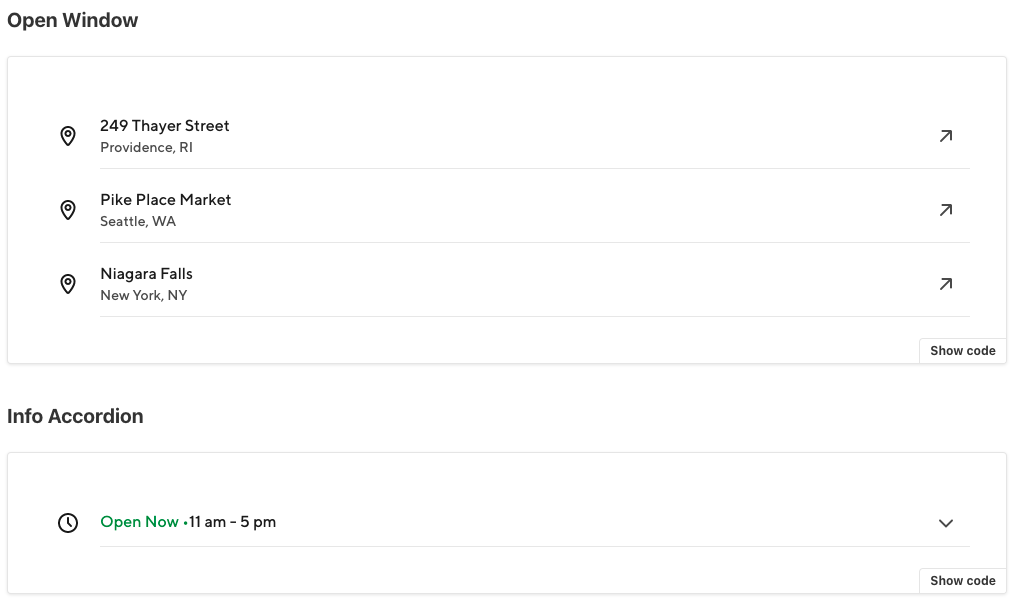 Open Window
249 Thayer Street
Providence, RI
Pike Place Market
Seattle, WA
Niagara Falls
New York, NY
Show code
Info Accordion
Open Now •11 am - 5 pm
Show code